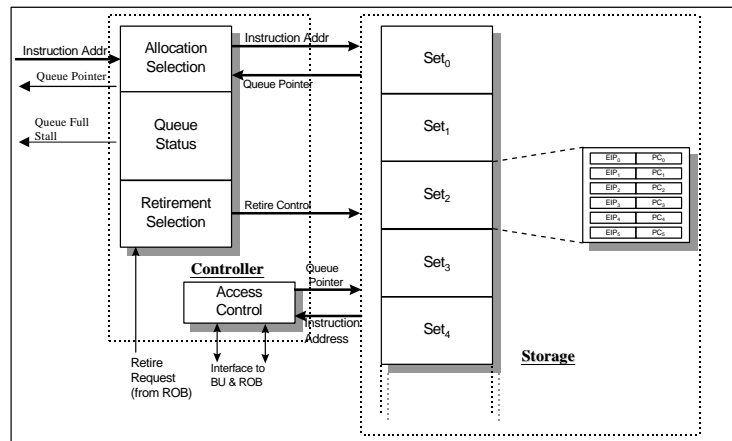 Instruction Addr
Queue Pointer
Queue Full
Stall
Allocation
Selection
Queue
Status
Retirement
Selection
Instruction Addr
Queue Pointer
Retire Control
Controller
Access
Control
Queue
Pointer
Instruction
Address
Retire
Request
(from ROB)
Interface to
BU & ROB
Set0
Set1
Set2
Set3
Set4
EIP0 PC0
EIP1 PC1
EIP2 PC2
EIP3 PC3
EIP4 PC4
EIP5 PC5
Storage